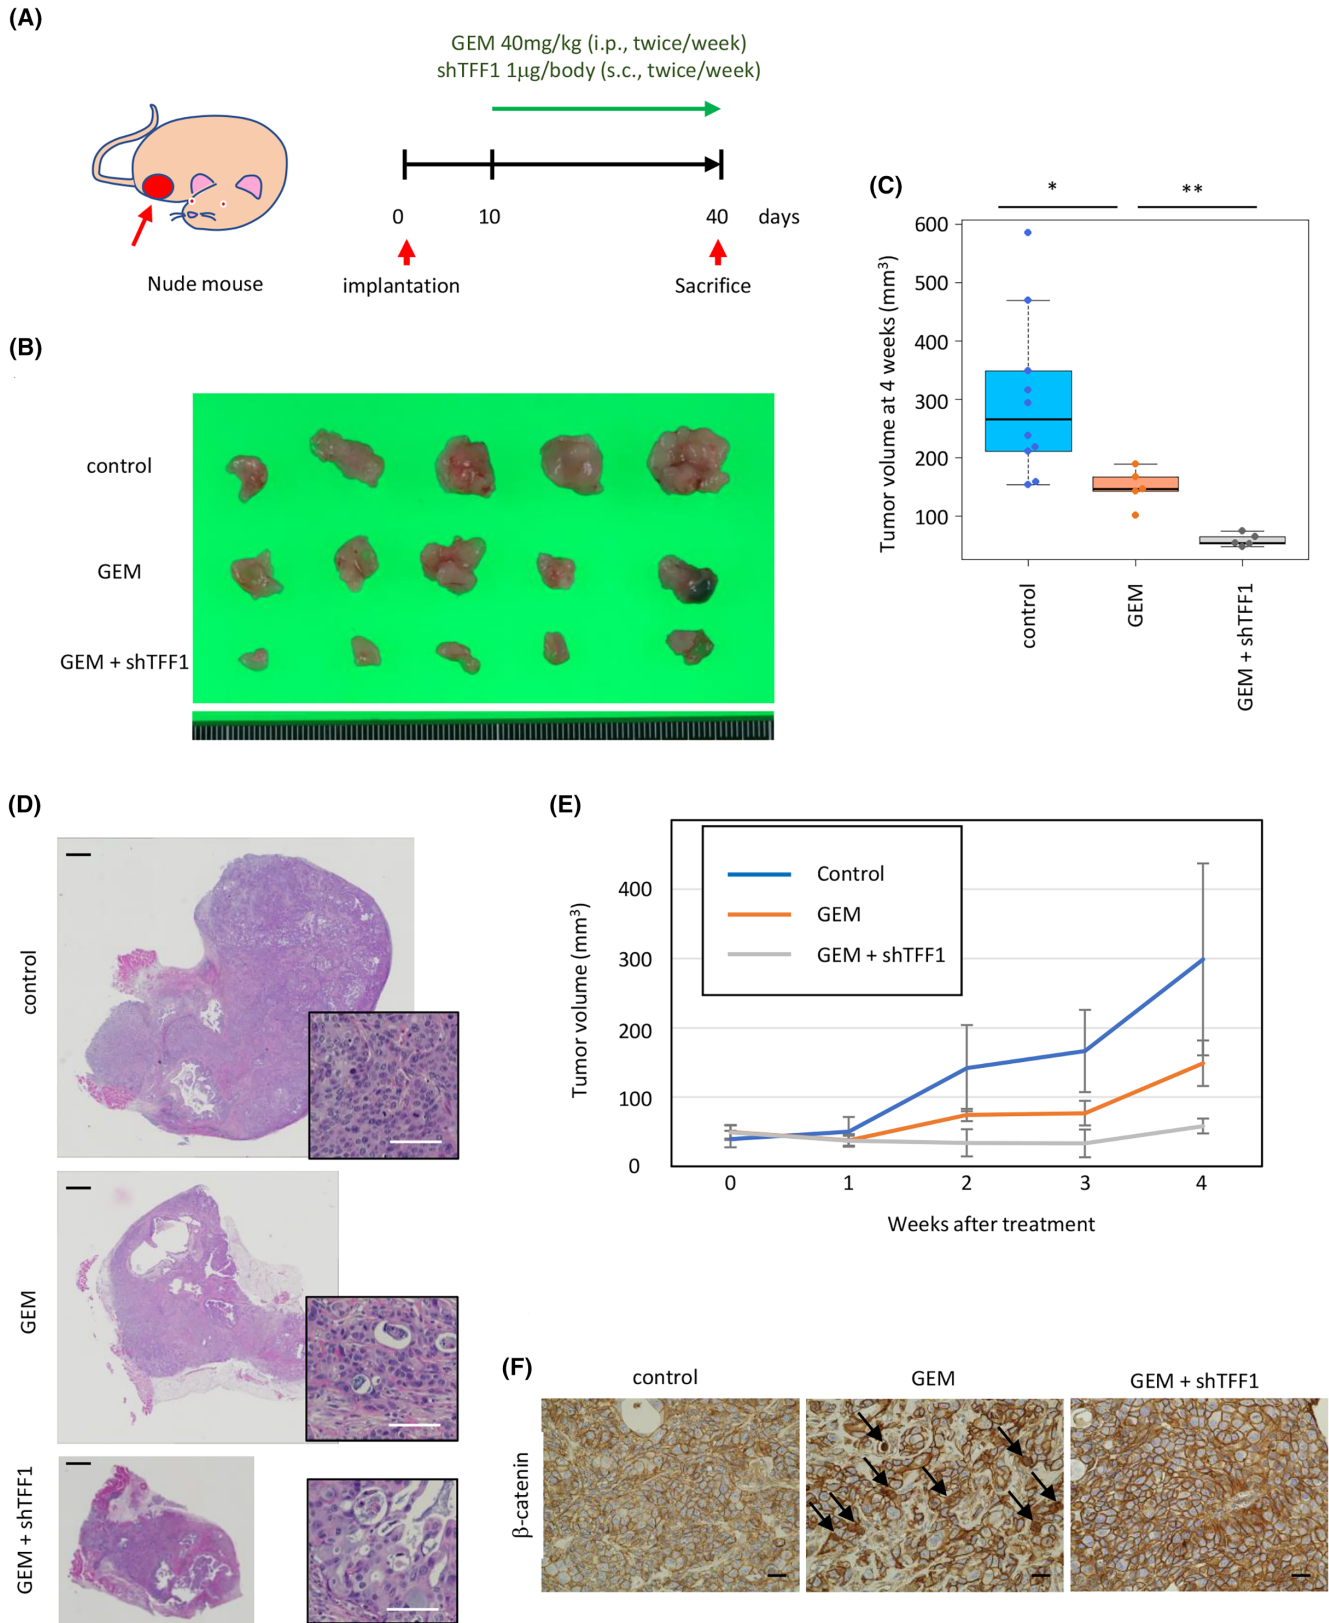 (A)
GEM 40mg/kg (i.p., twice/week)
shTFF1 1μg/body (s.c., twice/week)
0 10 40 days
Nude mouse implantation Sacrifice
(B)
control
GEM
GEM + shTFF1
(C)
* **
Tumor volume at 4 weeks (mm³)
600
500
400
300
200
100
control
GEM
GEM + shTFF1
(D)
control
GEM
GEM + shTFF1
(E)
Tumor volume (mm³)
400
300
200
100
0
Control
GEM
GEM + shTFF1
0 1 2 3 4
Weeks after treatment
(F)
control GEM GEM + shTFF1
β-catenin